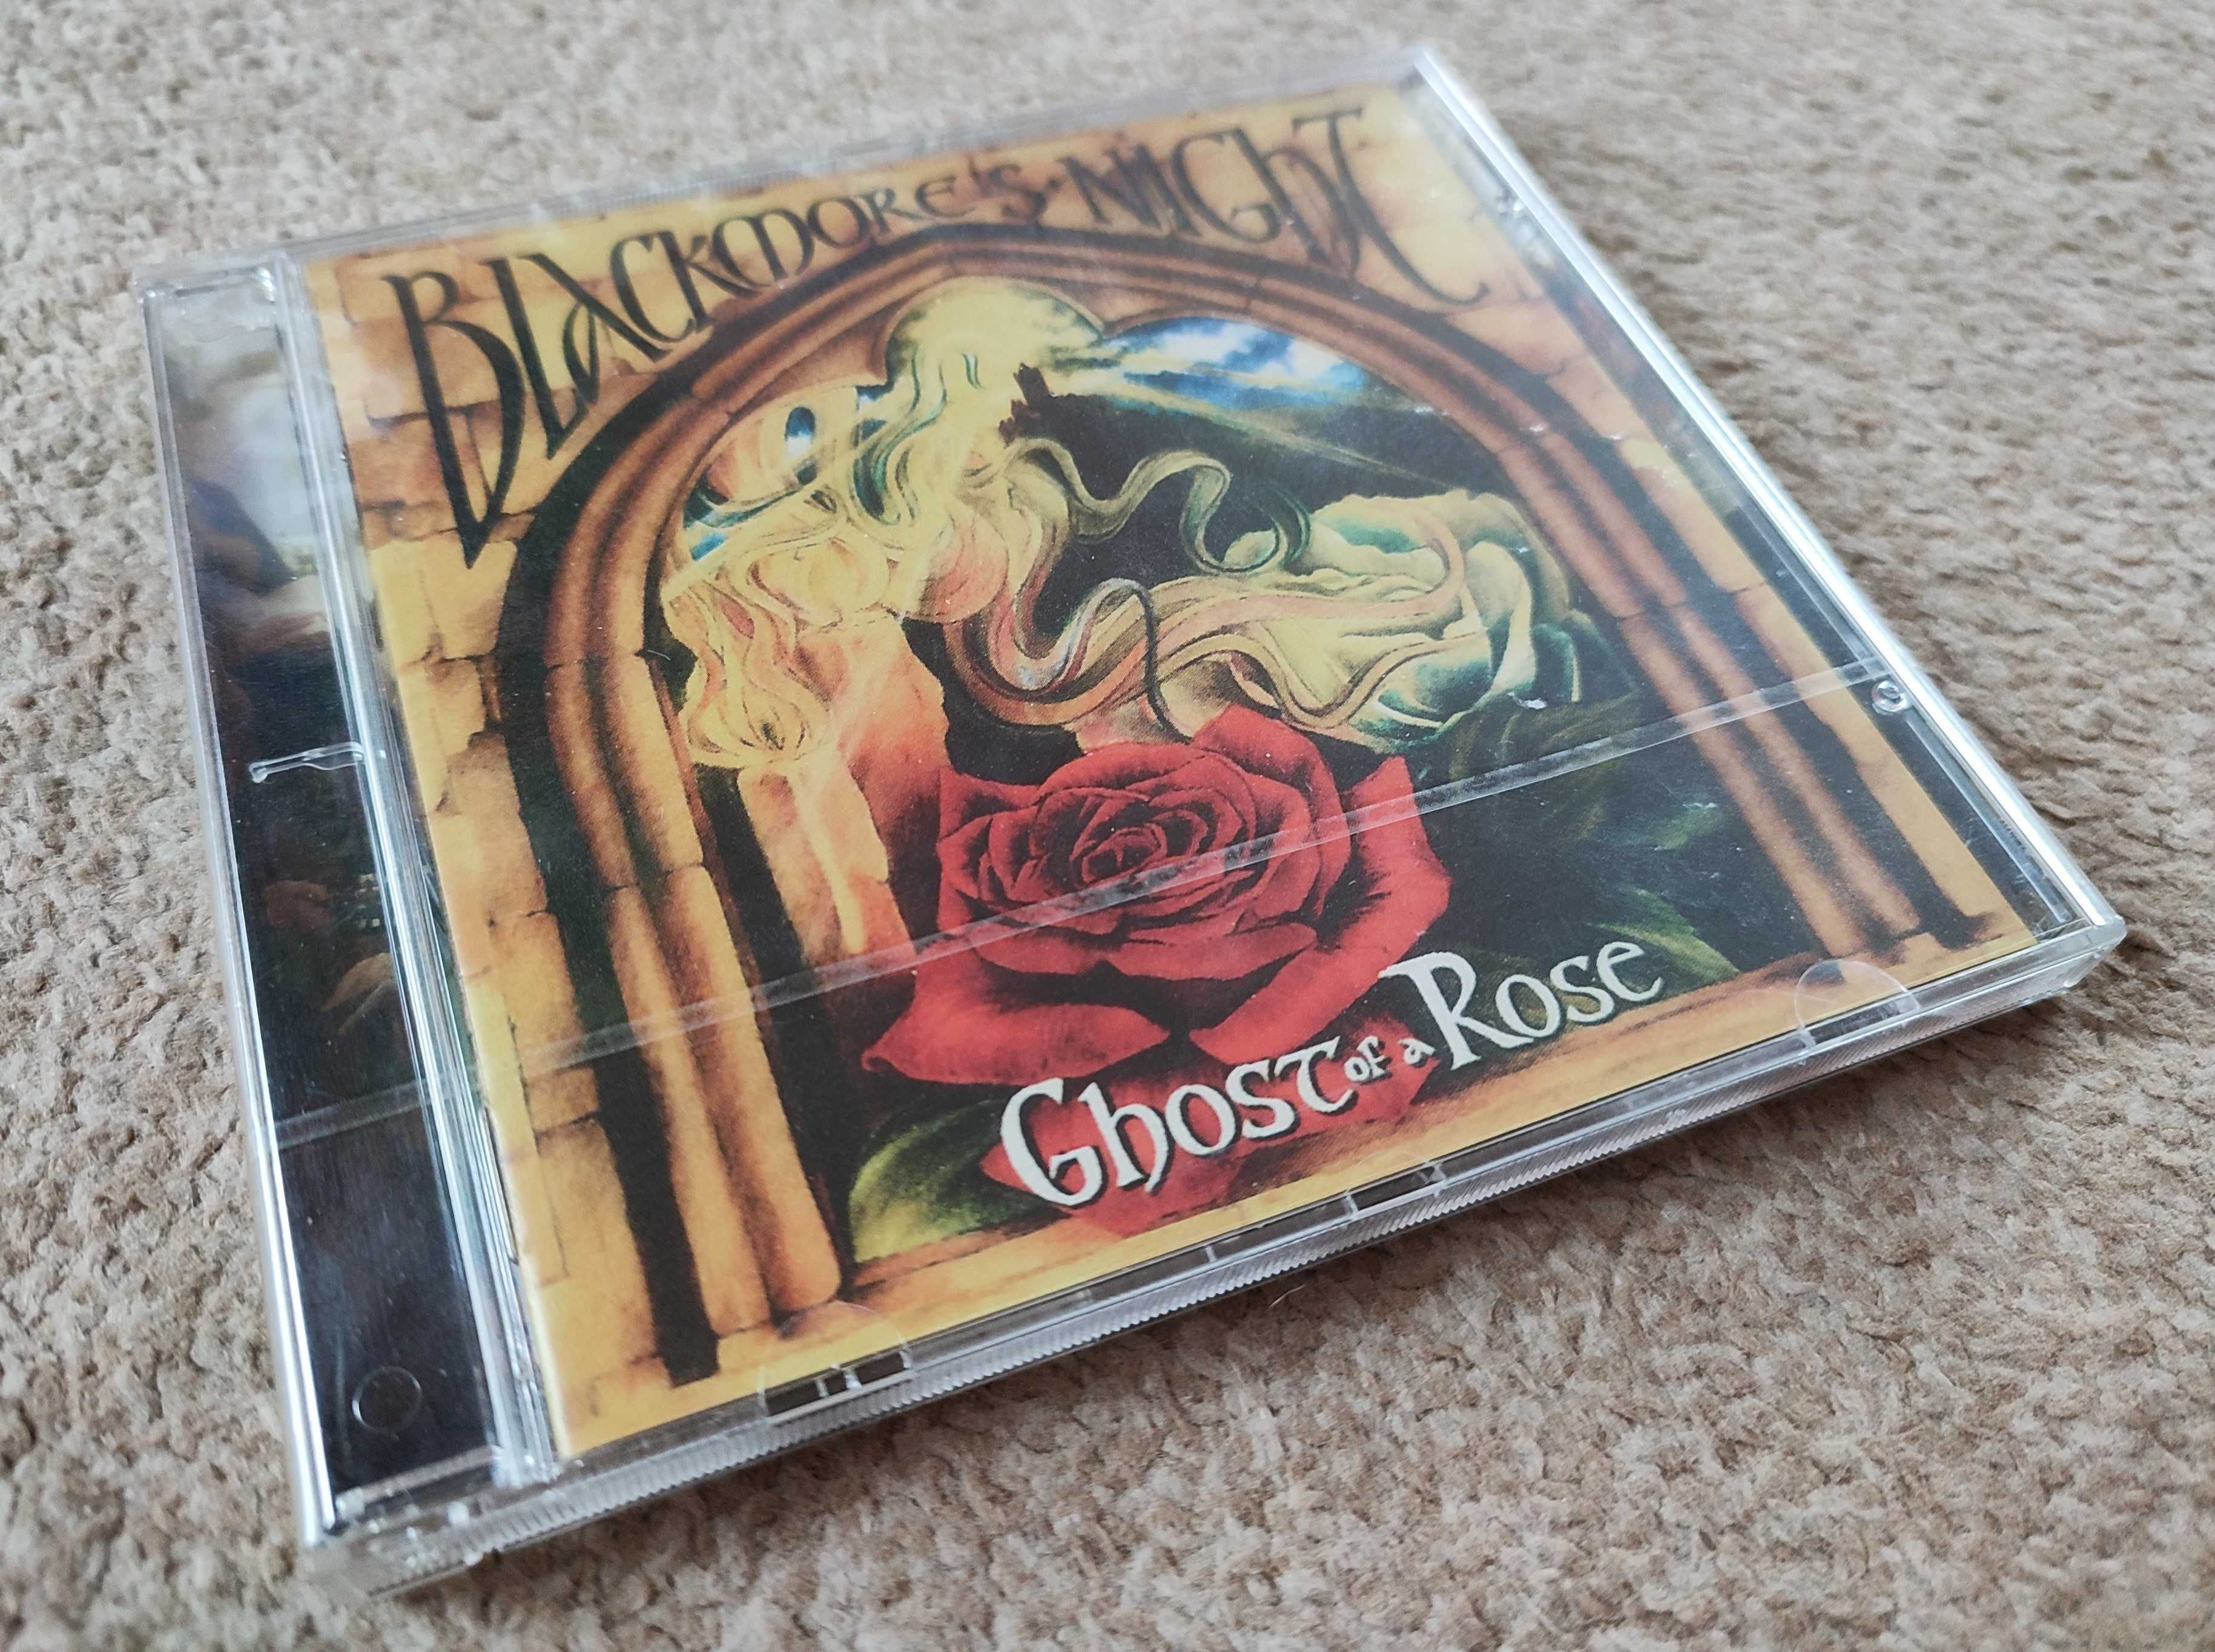 BLACKMORE'S NIGHT
Ghost of a Rose